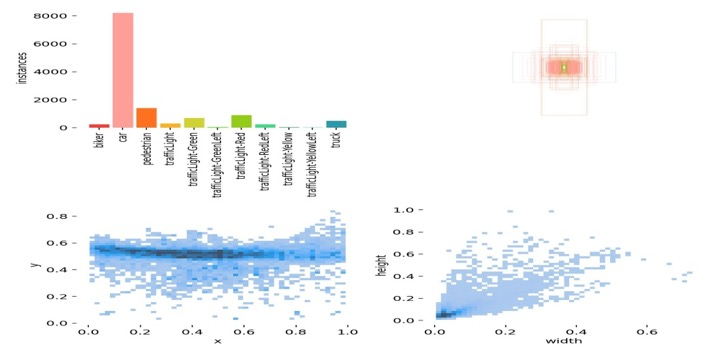 8000
6000
4000
2000
0
instances
biker
car
pedestrian
trafficLight
trafficLight-Green
trafficLight-GreenLeft
trafficLight-Red
trafficLight-RedLeft
trafficLight-Yellow
trafficLight-YellowLeft
truck
0.8
0.6
0.4
0.2
0.0
y
0.0 0.2 0.4 0.6 0.8 1.0
x
1.0
0.8
0.6
0.4
0.2
0.0
height
0.0 0.2 0.4 0.6
width